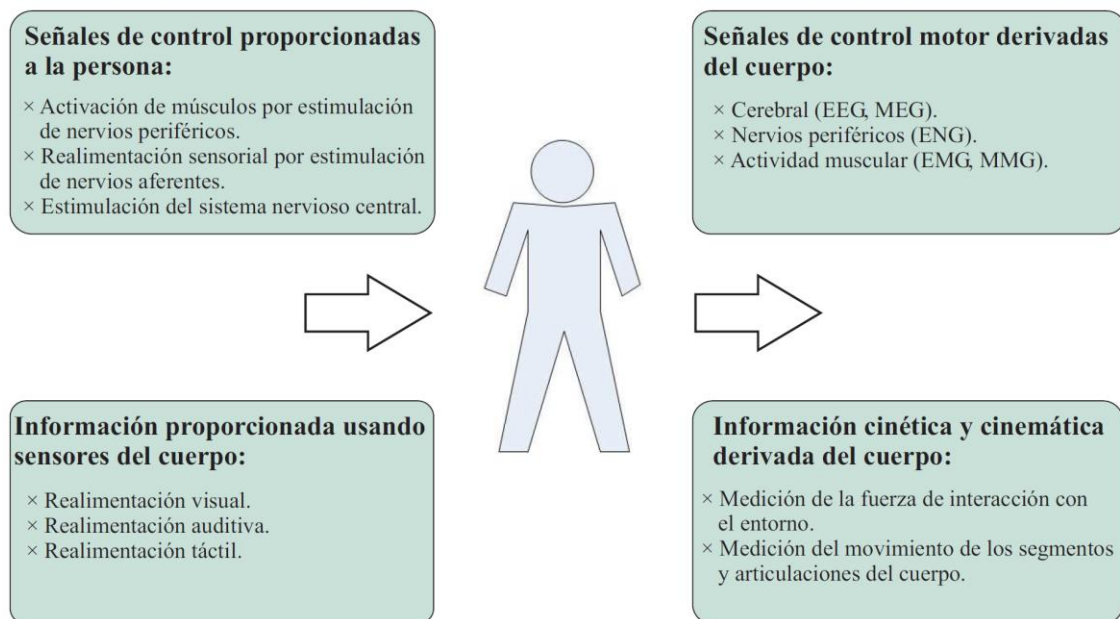 Señales de control proporcionadas
a la persona:
× Activación de músculos por estimulación
de nervios periféricos.
× Realimentación sensorial por estimulación
de nervios aferentes.
× Estimulación del sistema nervioso central.
Señales de control motor derivadas
del cuerpo:
× Cerebral (EEG, MEG).
× Nervios periféricos (ENG).
× Actividad muscular (EMG, MMG).
Información proporcionada usando
sensores del cuerpo:
× Realimentación visual.
× Realimentación auditiva.
× Realimentación táctil.
Información cinética y cinemática
derivada del cuerpo:
× Medición de la fuerza de interacción con
el entorno.
× Medición del movimiento de los segmentos
y articulaciones del cuerpo.